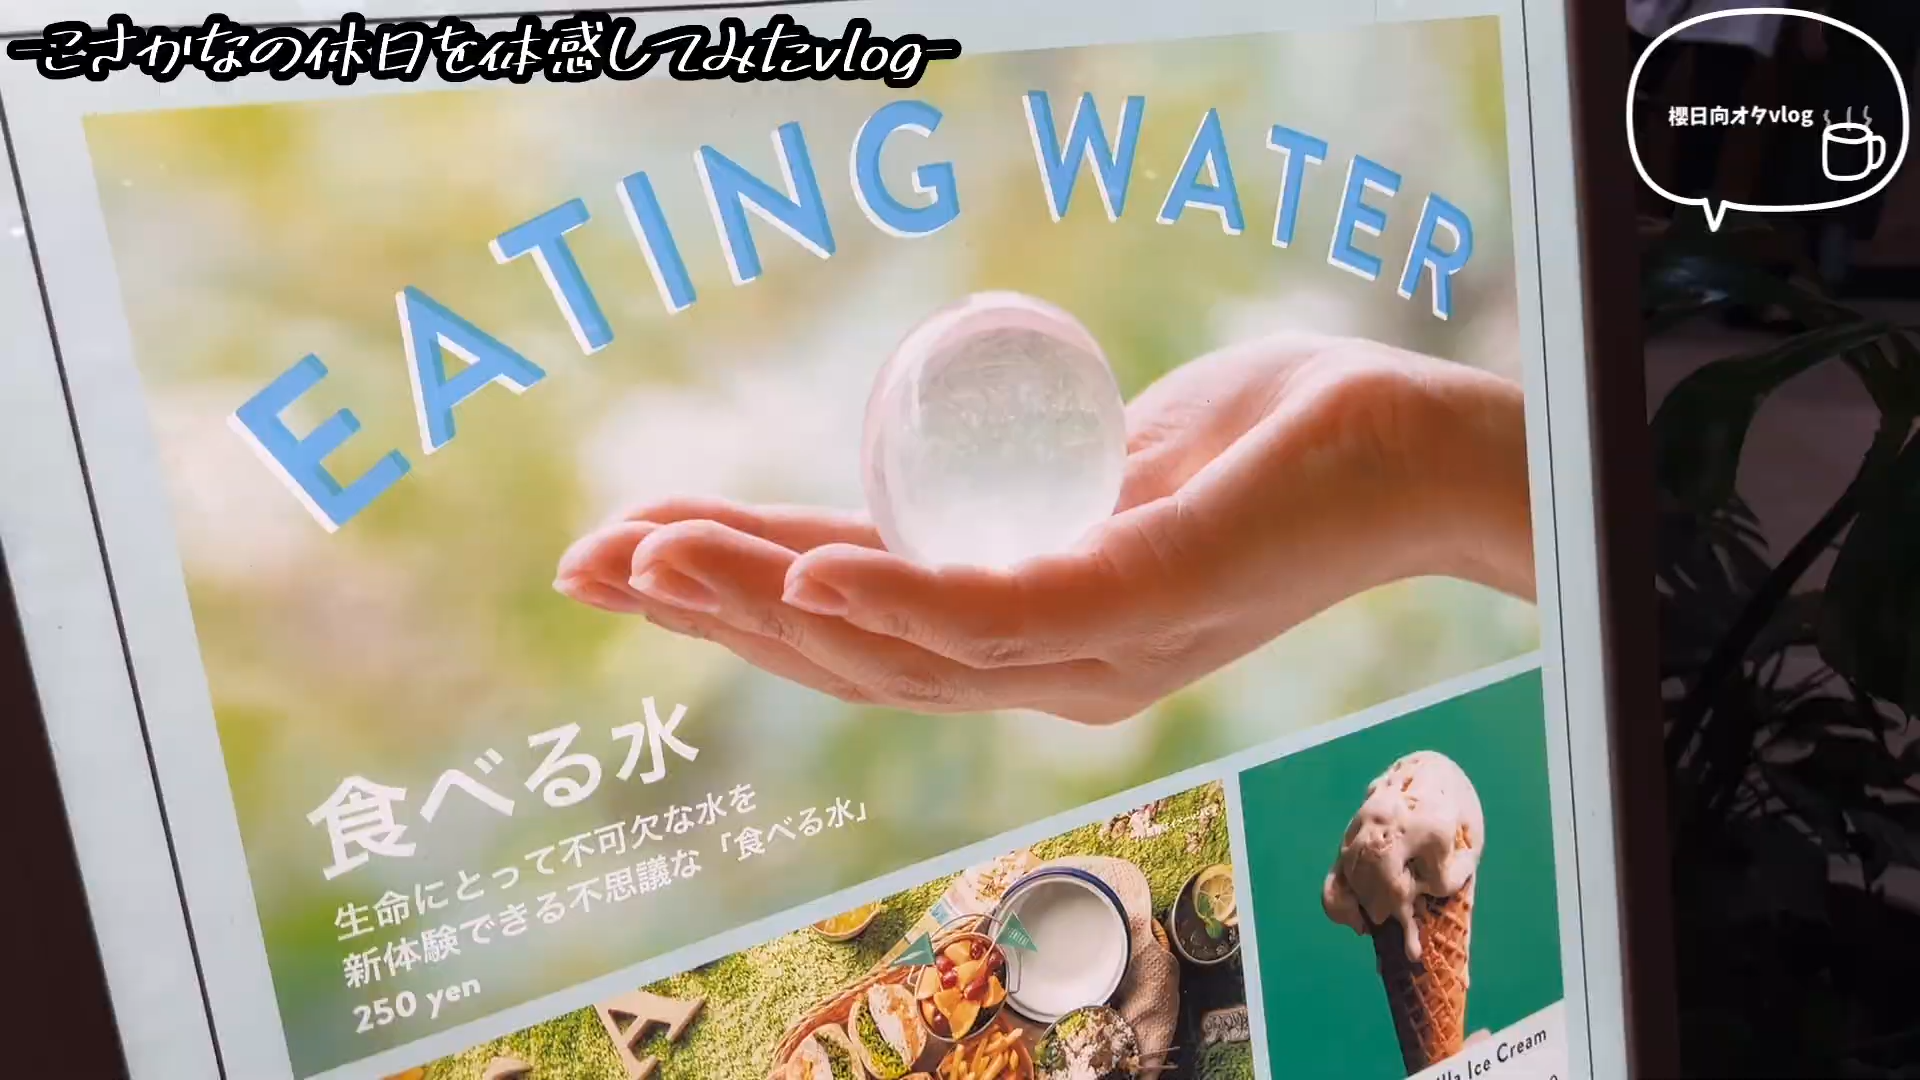 -こさかなの休日を体感してみたvlog-
櫻日向オタvlog
EATING WATER
食べる水
生命にとって不可欠な水を
新体験できる不思議な「食べる水」
250 yen
Ice Cream